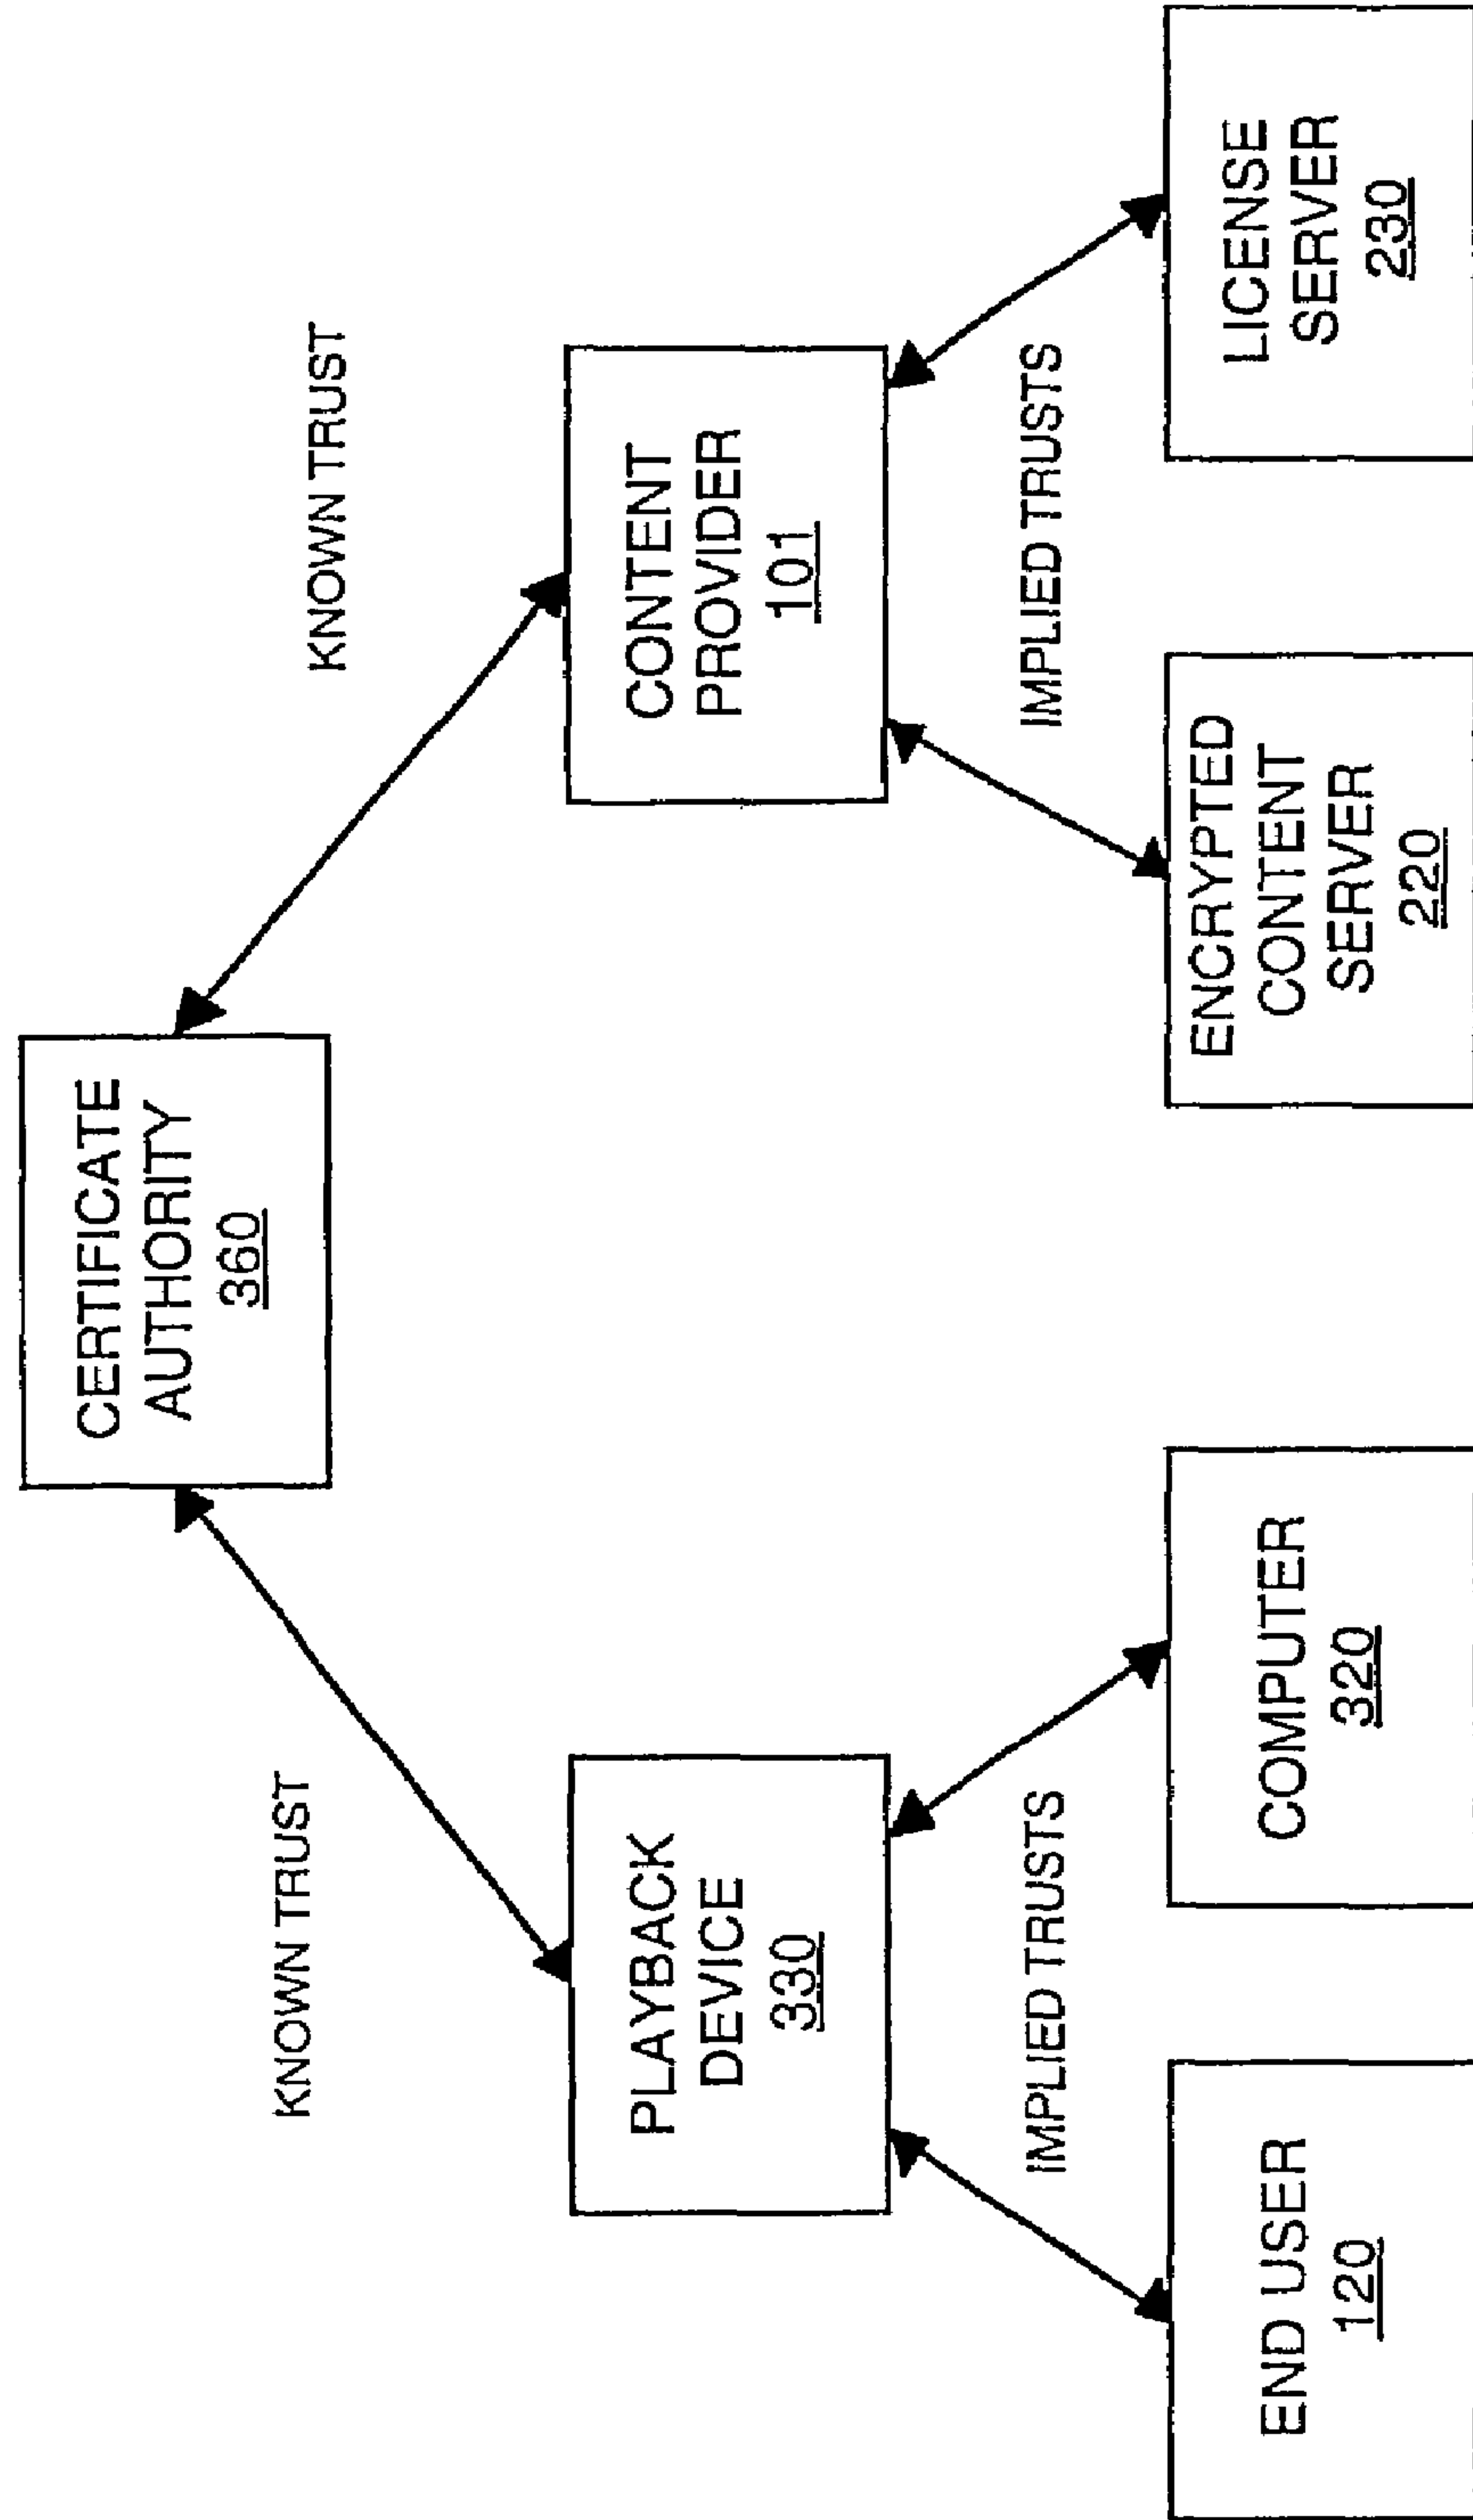 CERTIFICATE
AUTHORITY
360
KNOWN TRUST
KNOWN TRUST
PLAYBACK
DEVICE
330
CONTENT
PROVIDER
101
IMPLIED TRUSTS
IMPLIED TRUSTS
END USER
120
COMPUTER
320
ENCRYPTED
CONTENT
SERVER
220
LICENSE
SERVER
230